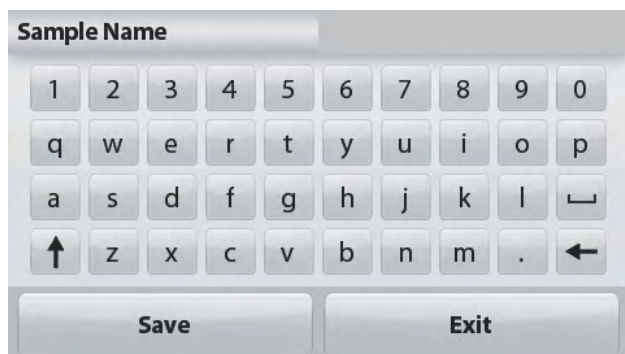 Sample Name
1 2 3 4 5 6 7 8 9 0
q w e r t y u i o p
a s d f g h j k l
z x c v b n m .
Save Exit